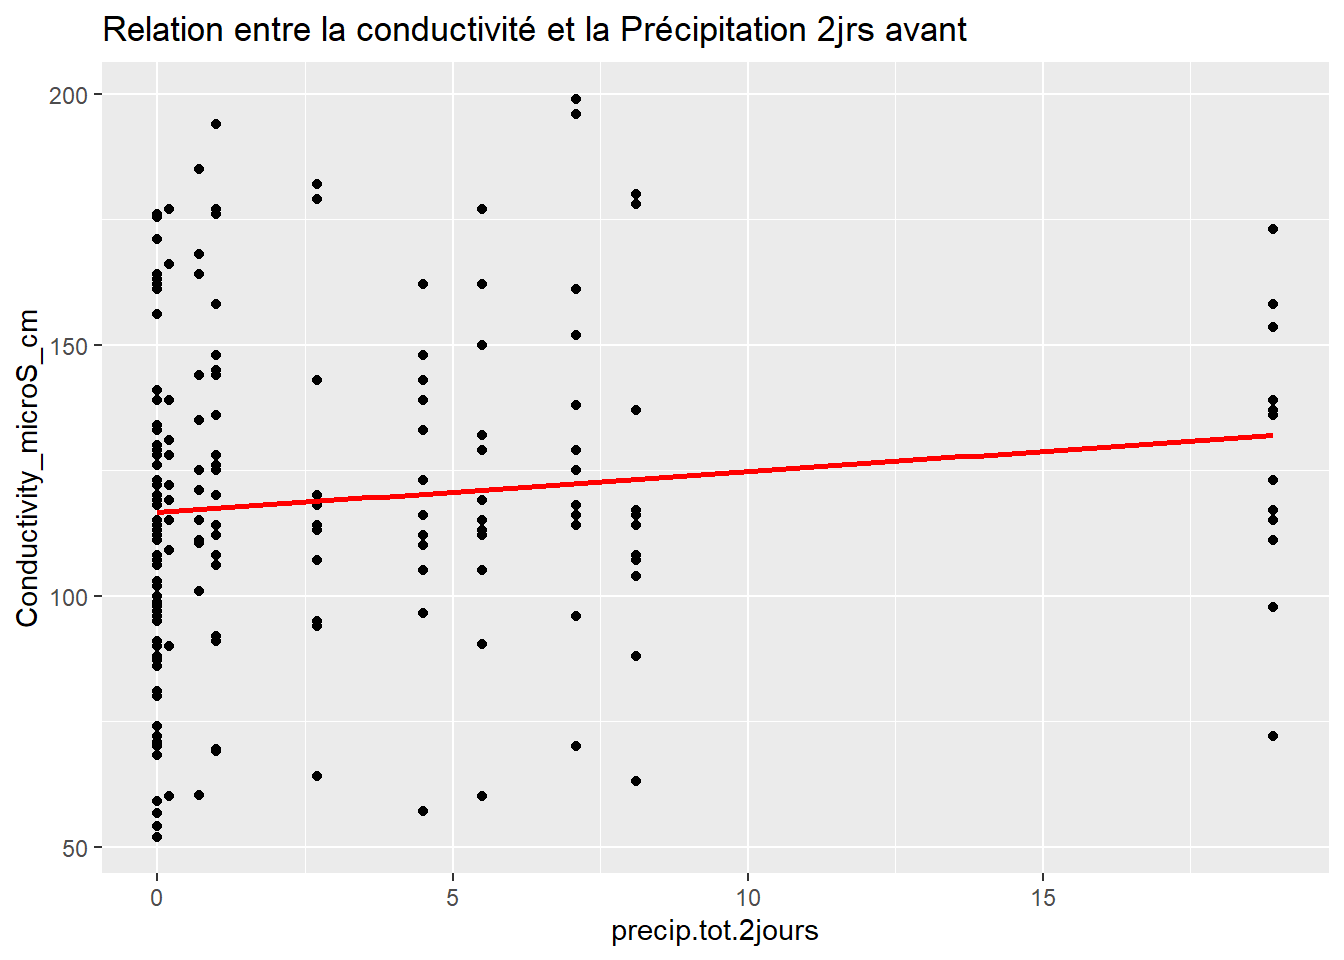 Relation entre la conductivité et la Précipitation 2jrs avant
200
150
100
50
Conductivity_microS_cm
0
5
10
15
precip.tot.2jours